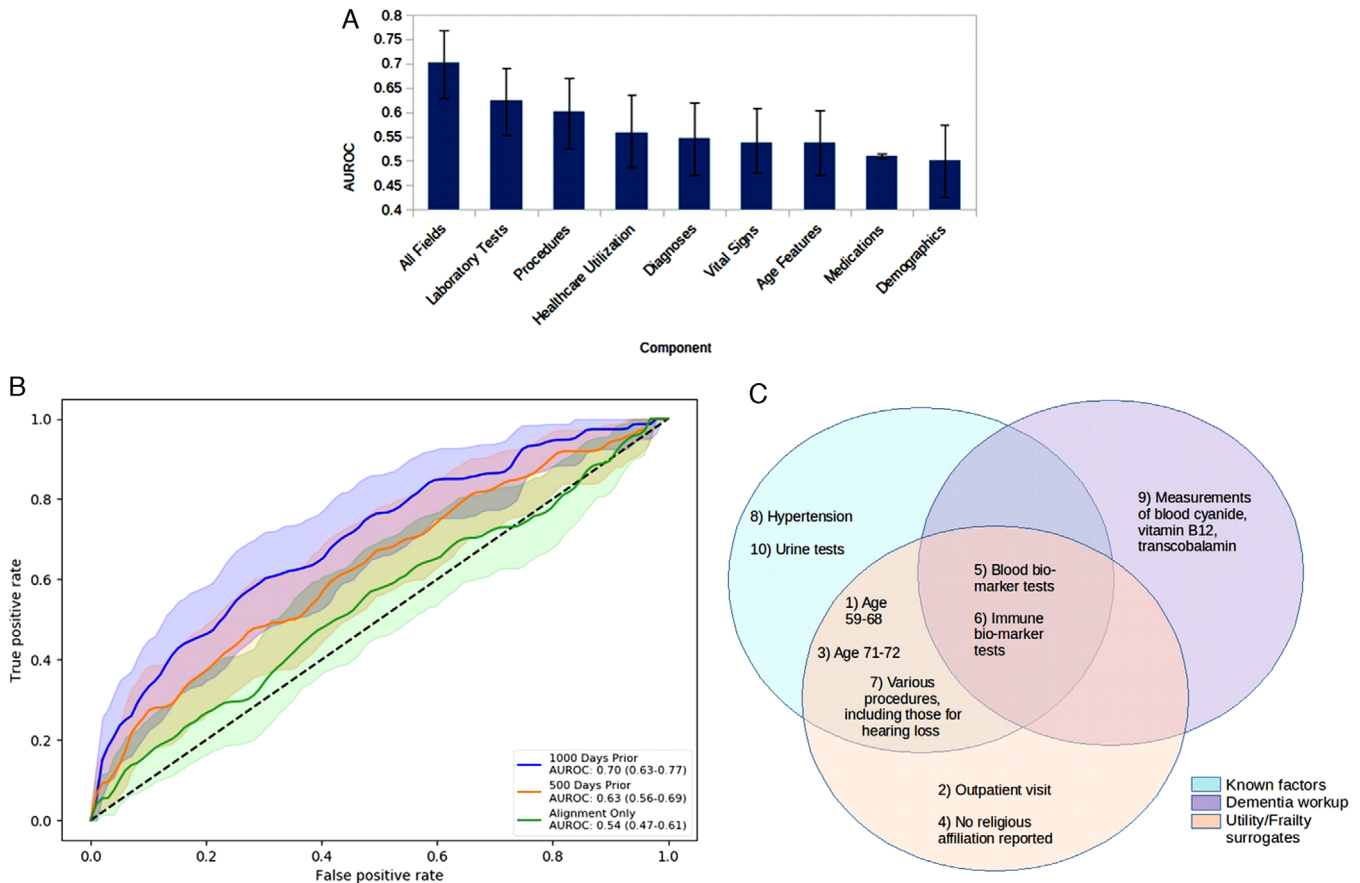 A
0.8
0.75
0.7
0.65
0.6
0.55
0.5
0.45
0.4
AUROC
All Fields
Laboratory Tests
Procedures
Healthcare Utilization
Diagnoses
Vital Signs
Age Features
Medications
Demographics
Component
B
1.0
0.8
0.6
0.4
0.2
0.0
True positive rate
0.0
0.2
0.4
0.6
0.8
1.0
False positive rate
1000 Days Prior
AUROC: 0.70 (0.63-0.77)
500 Days Prior
AUROC: 0.63 (0.56-0.69)
Alignment Only
AUROC: 0.54 (0.47-0.61)
C
8) Hypertension
10) Urine tests
9) Measurements
of blood cyanide,
vitamin B12,
transcobalamin
5) Blood bio-
marker tests
6) Immune
bio-marker
tests
1) Age
59-68
3) Age 71-72
7) Various
procedures,
including those for
hearing loss
2) Outpatient visit
4) No religious
affiliation reported
Known factors
Dementia workup
Utility/Frailty
surrogates